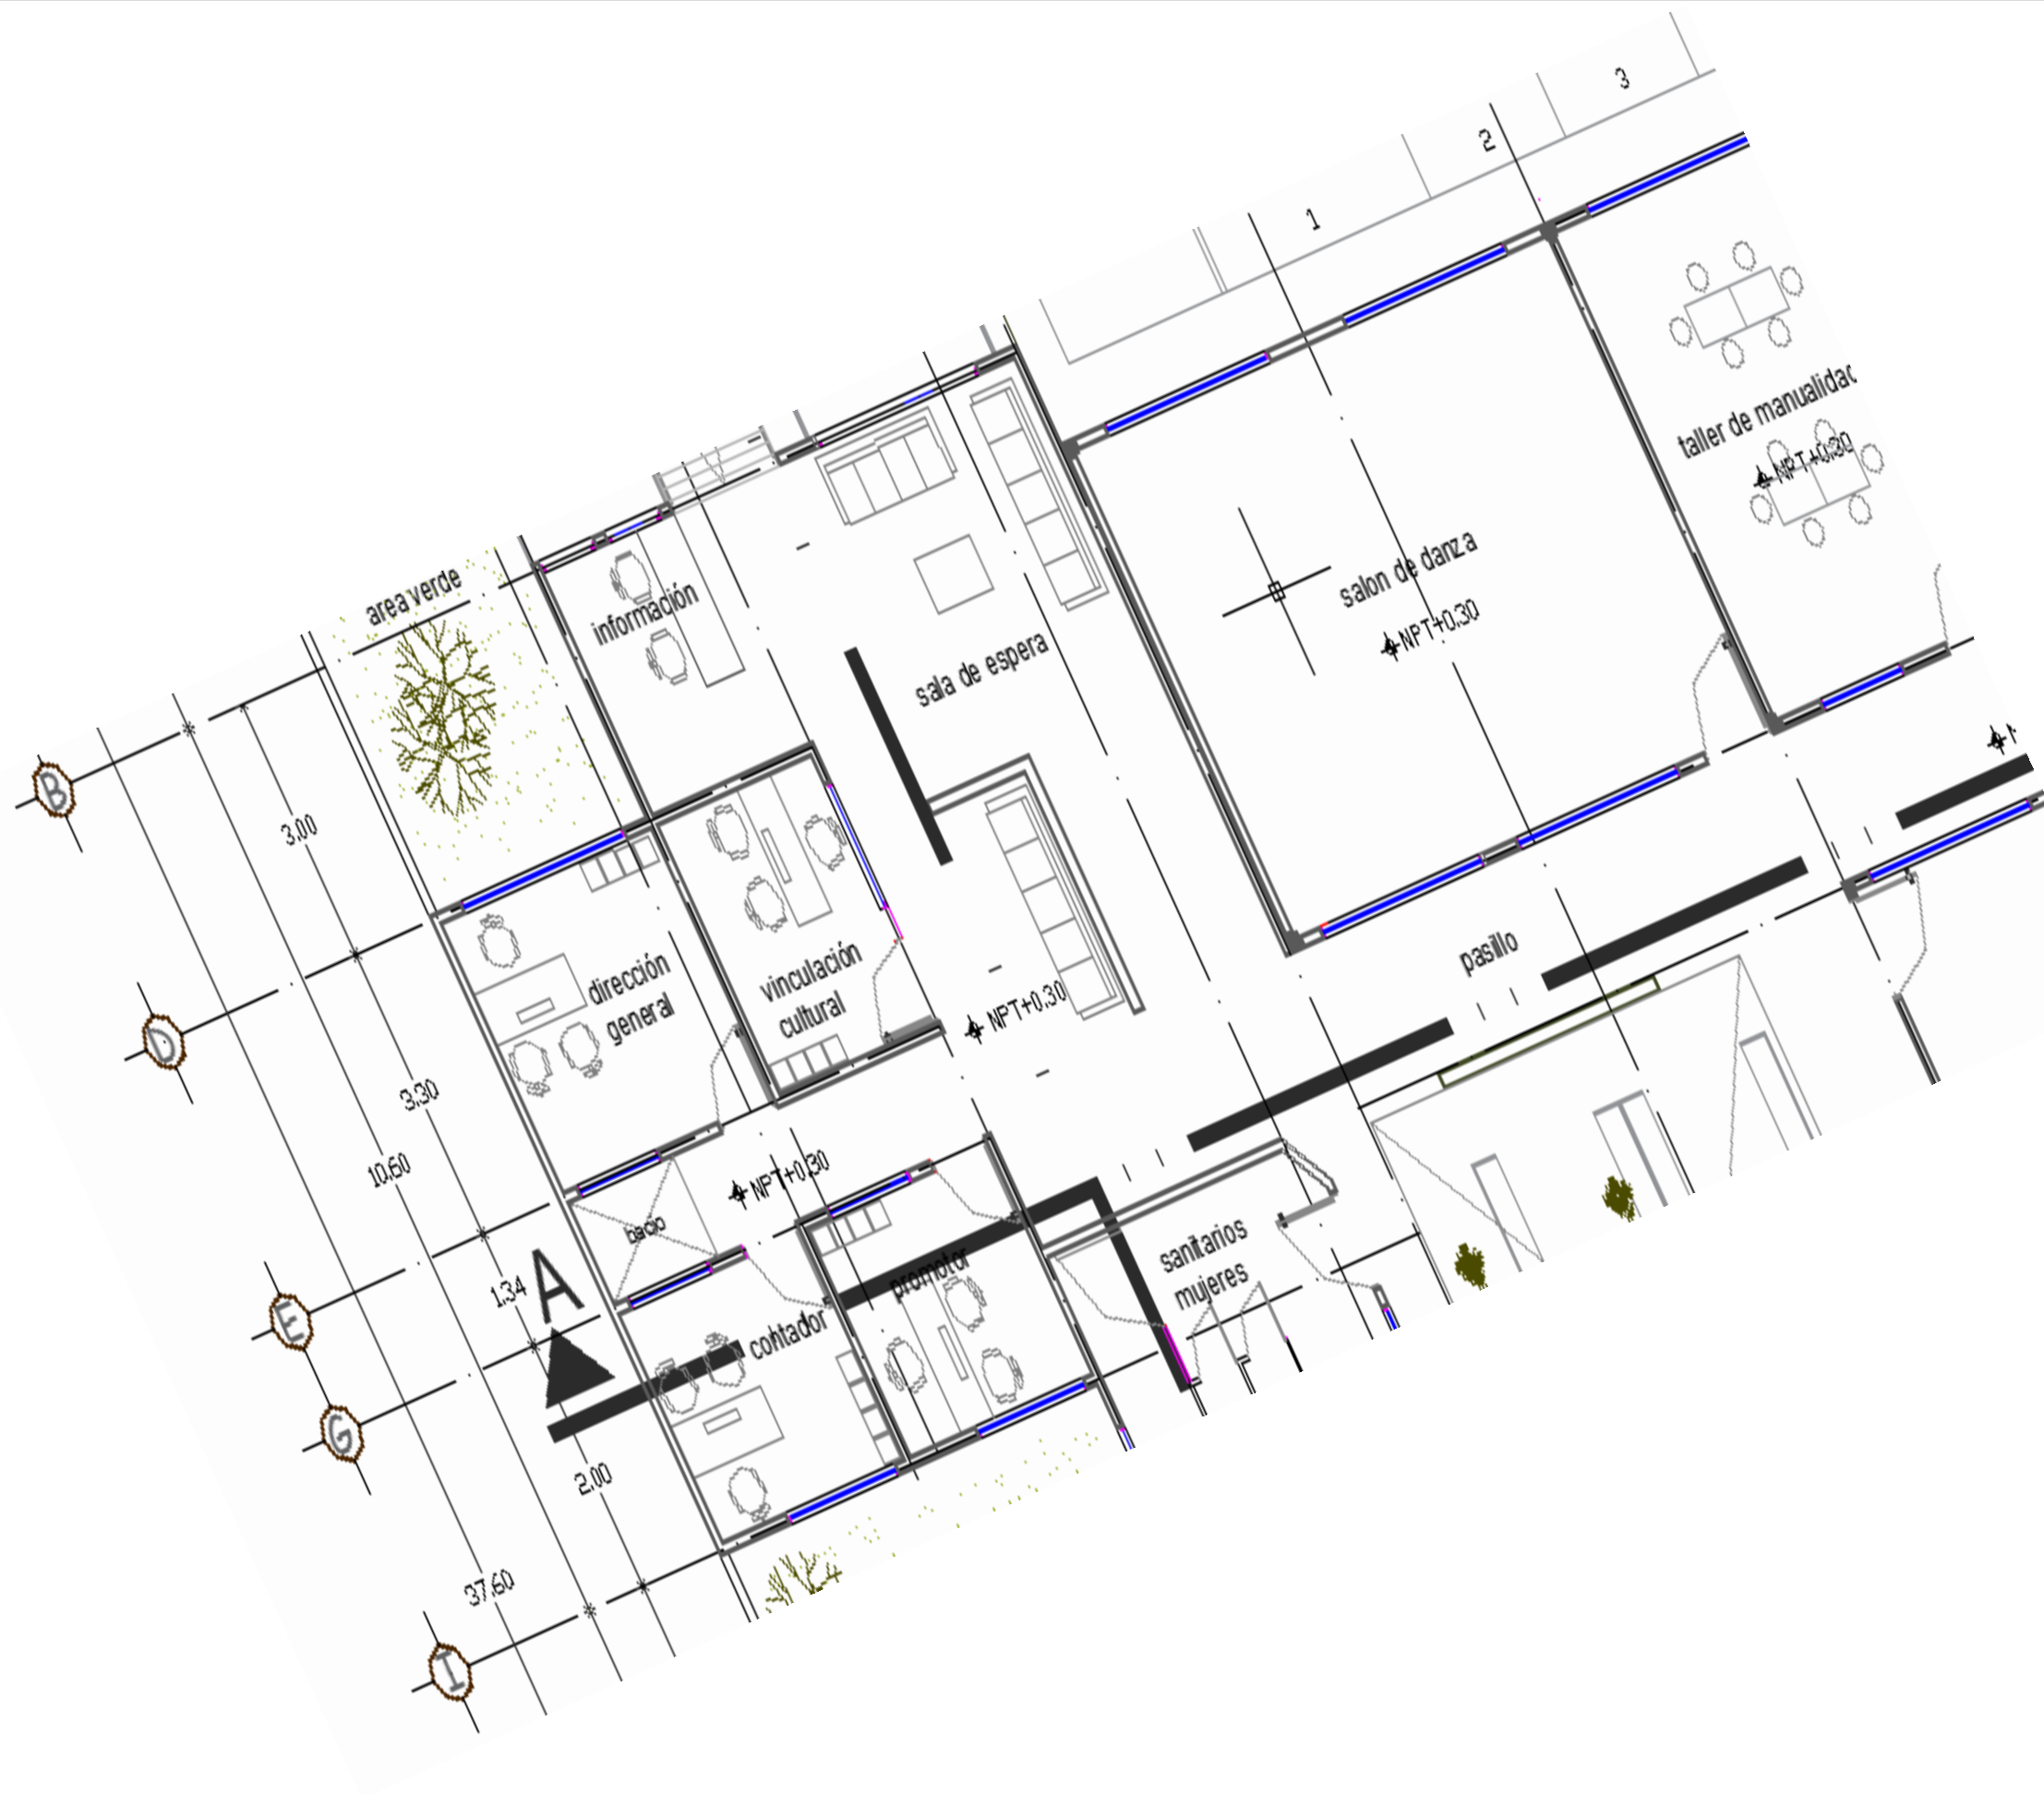 3
2
1
taller de manualidac
NPT+0.30
salon de danza
NPT+0.30
area verde
información
sala de espera
B
3.00
pasillo
vinculación
cultural
dirección
general
NPT+0.30
D
3.30
10.60
NPT+0.30
bacio
sanitarios
mujeres
promotor
E
1.34
A
contador
G
2.00
37.60
I